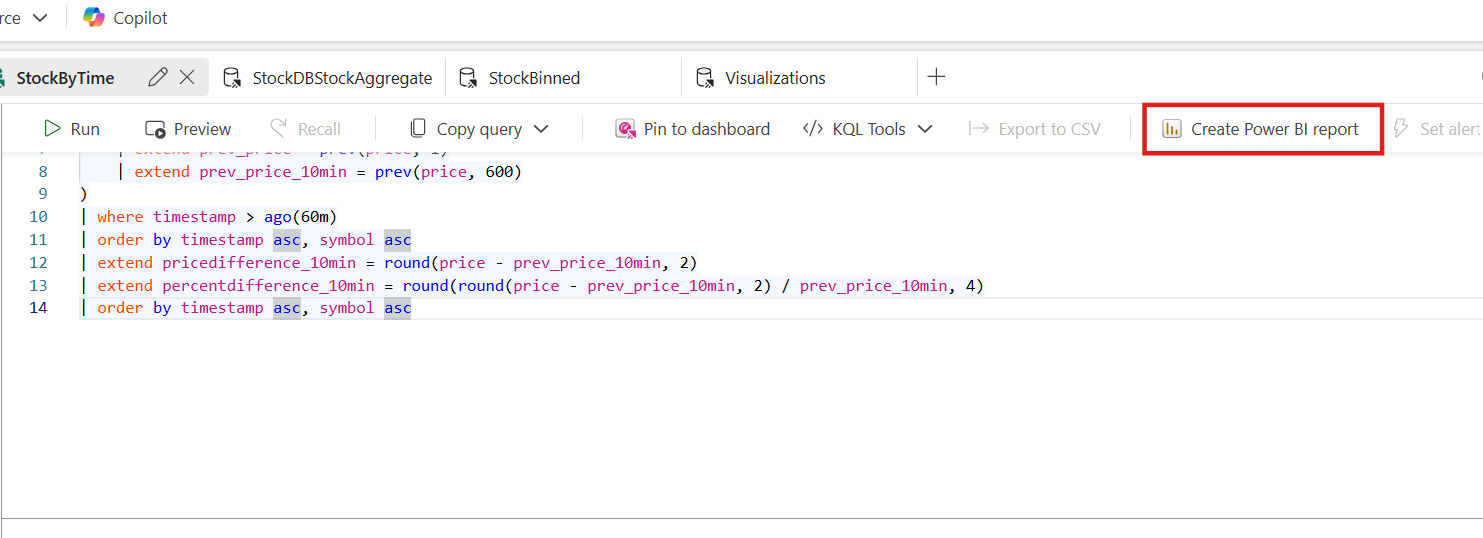 rce Copilot
StockByTime StockDBStockAggregate StockBinned Visualizations
Run Preview Recall Copy query Pin to dashboard KQL Tools Export to CSV Create Power BI report Set alert
| extend prev_price = prev(price, 1)
8 | extend prev_price_10min = prev(price, 600)
9 )
10 | where timestamp > ago(60m)
11 | order by timestamp asc, symbol asc
12 | extend pricedifference_10min = round(price - prev_price_10min, 2)
13 | extend percentdifference_10min = round(round(price - prev_price_10min, 2) / prev_price_10min, 4)
14 | order by timestamp asc, symbol asc